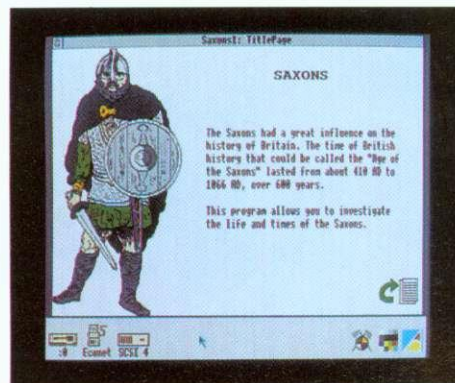 Saxons1: TitlePage
SAXONS
The Saxons had a great influence on the
history of Britain. The time of British
history that could be called the "Age of
the Saxons" lasted from about 410 AD to
1066 AD, over 600 years.
This program allows you to investigate
the life and times of the Saxons.
:0 Econet SCSI 4